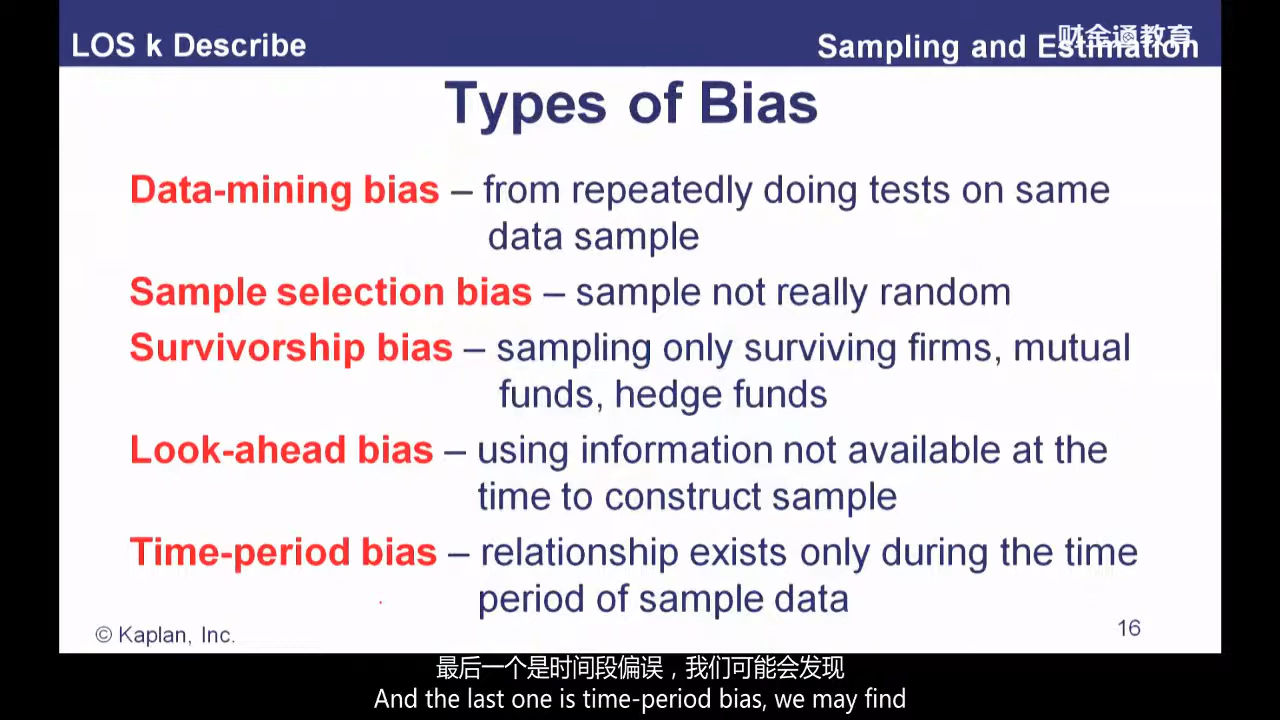 LOS k Describe
财金通教育
Sampling and Estimation
Types of Bias
Data-mining bias – from repeatedly doing tests on same
data sample
Sample selection bias – sample not really random
Survivorship bias – sampling only surviving firms, mutual
funds, hedge funds
Look-ahead bias – using information not available at the
time to construct sample
Time-period bias – relationship exists only during the time
period of sample data
© Kaplan, Inc.
16
最后一个是时间段偏误，我们可能会发现
And the last one is time-period bias, we may find